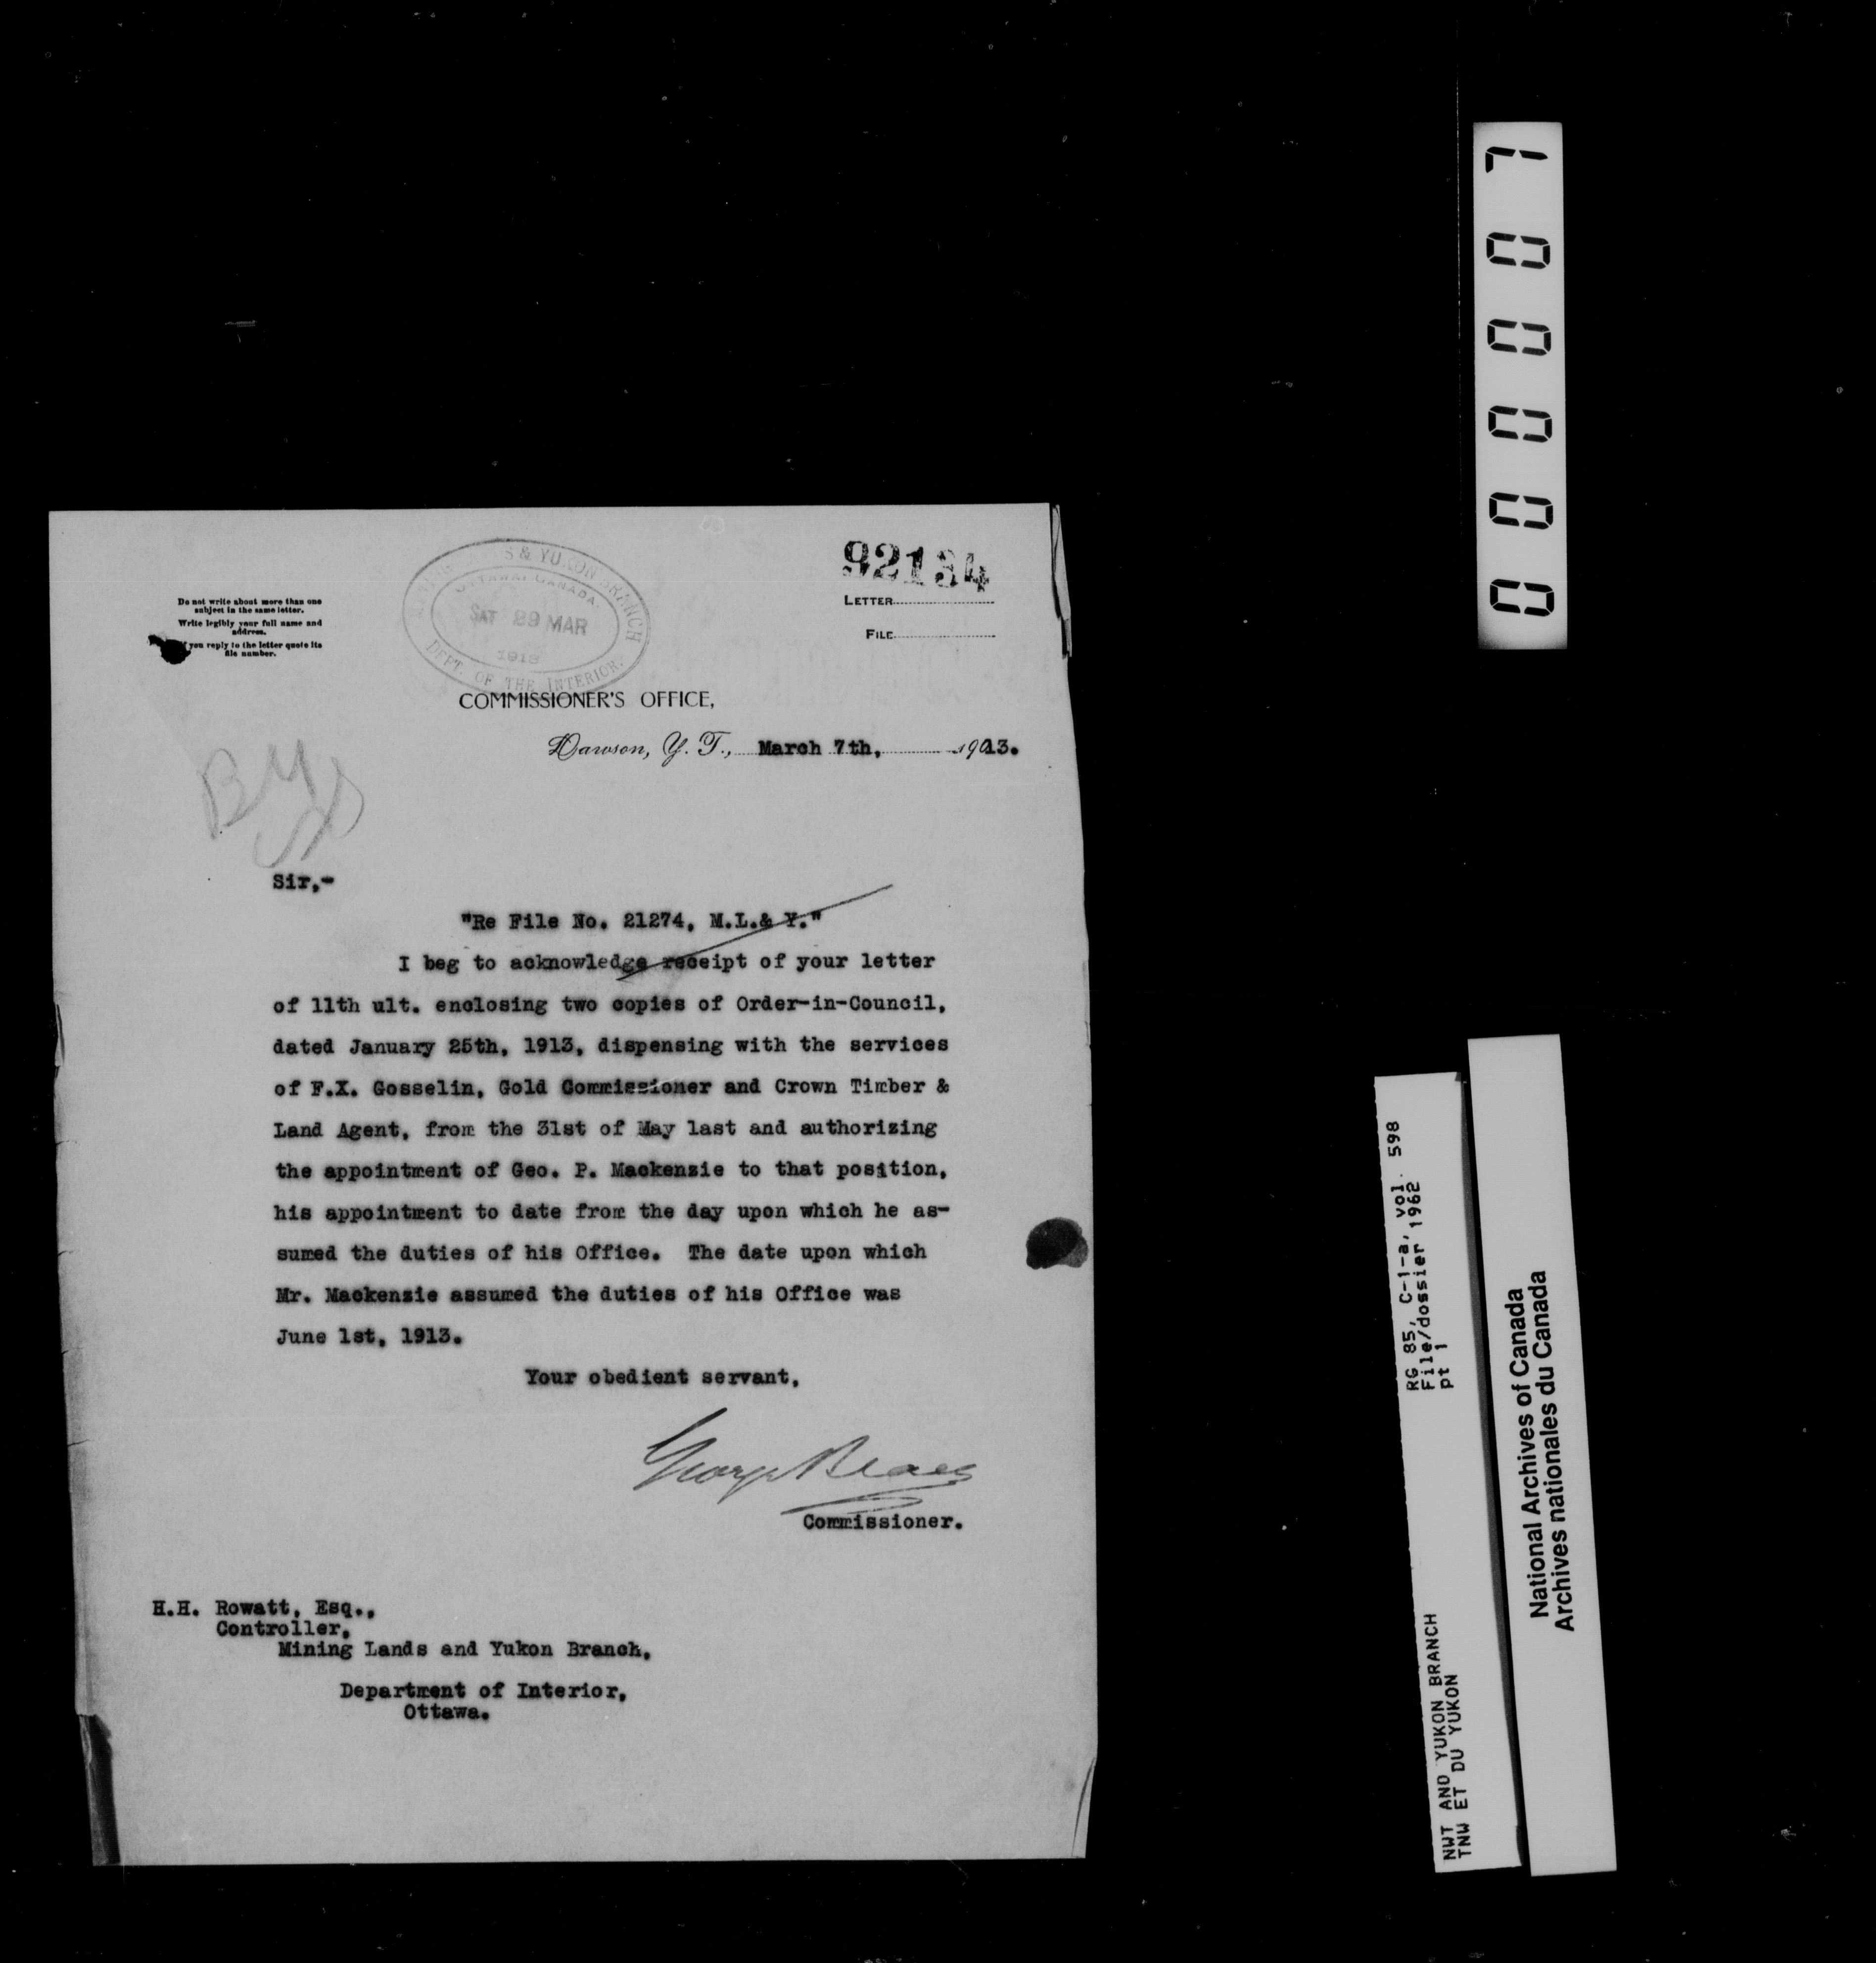 000007
92134
LETTER
FILE
Do not write about more than one
subject in the same letter.
Write legibly your full name and
address.
you reply to the letter quote its
file number.
S & YUKON BRANCH
OTTAWA, CANADA.
SAT 29 MAR
1913
DEPT. OF THE INTERIOR.
COMMISSIONER'S OFFICE,
Dawson, Y. T., March 7th, 1913.
Sir,-
"Re File No. 21274, M.L.& Y."
I beg to acknowledge receipt of your letter
of 11th ult. enclosing two copies of Order-in-Council,
dated January 25th, 1913, dispensing with the services
of F.X. Gosselin, Gold Commissioner and Crown Timber &
Land Agent, from the 31st of May last and authorizing
the appointment of Geo. P. Mackenzie to that position,
his appointment to date from the day upon which he as-
sumed the duties of his Office. The date upon which
Mr. Mackenzie assumed the duties of his Office was
June 1st, 1913.
Your obedient servant,
George Black
Commissioner.
H.H. Rowatt, Esq.,
Controller,
Mining Lands and Yukon Branch,
Department of Interior,
Ottawa.
RG 85, C-1-a, vol. 598
File/dossier 1962
pt 1
NWT AND YUKON BRANCH
TNW ET DU YUKON
National Archives of Canada
Archives nationales du Canada